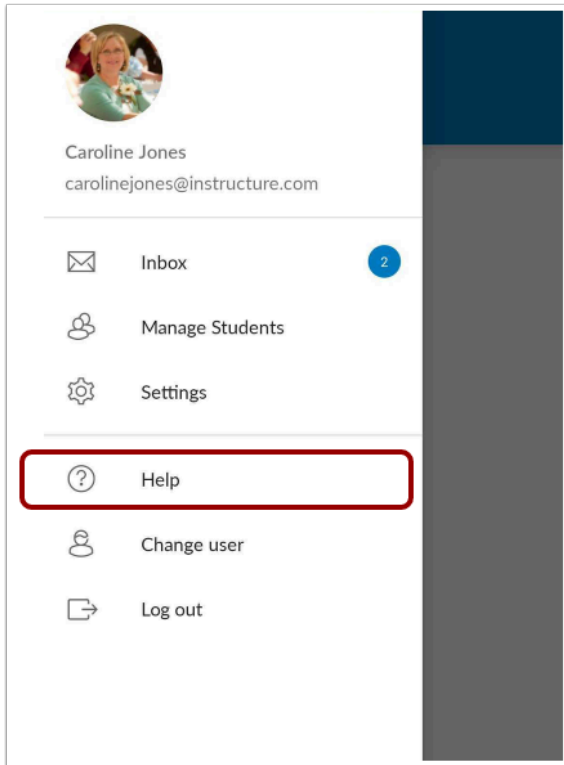 Caroline Jones
carolinejones@instructure.com
Inbox
2
Manage Students
Settings
Help
Change user
Log out